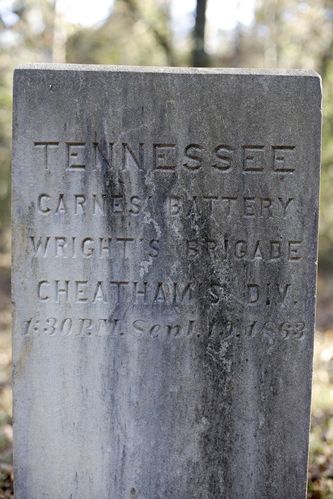 TENNESSEE
CARNES' BATTERY
WRIGHT'S BRIGADE
CHEATHAM'S DIV.
1:30 P.M. Sept. 19. 1863